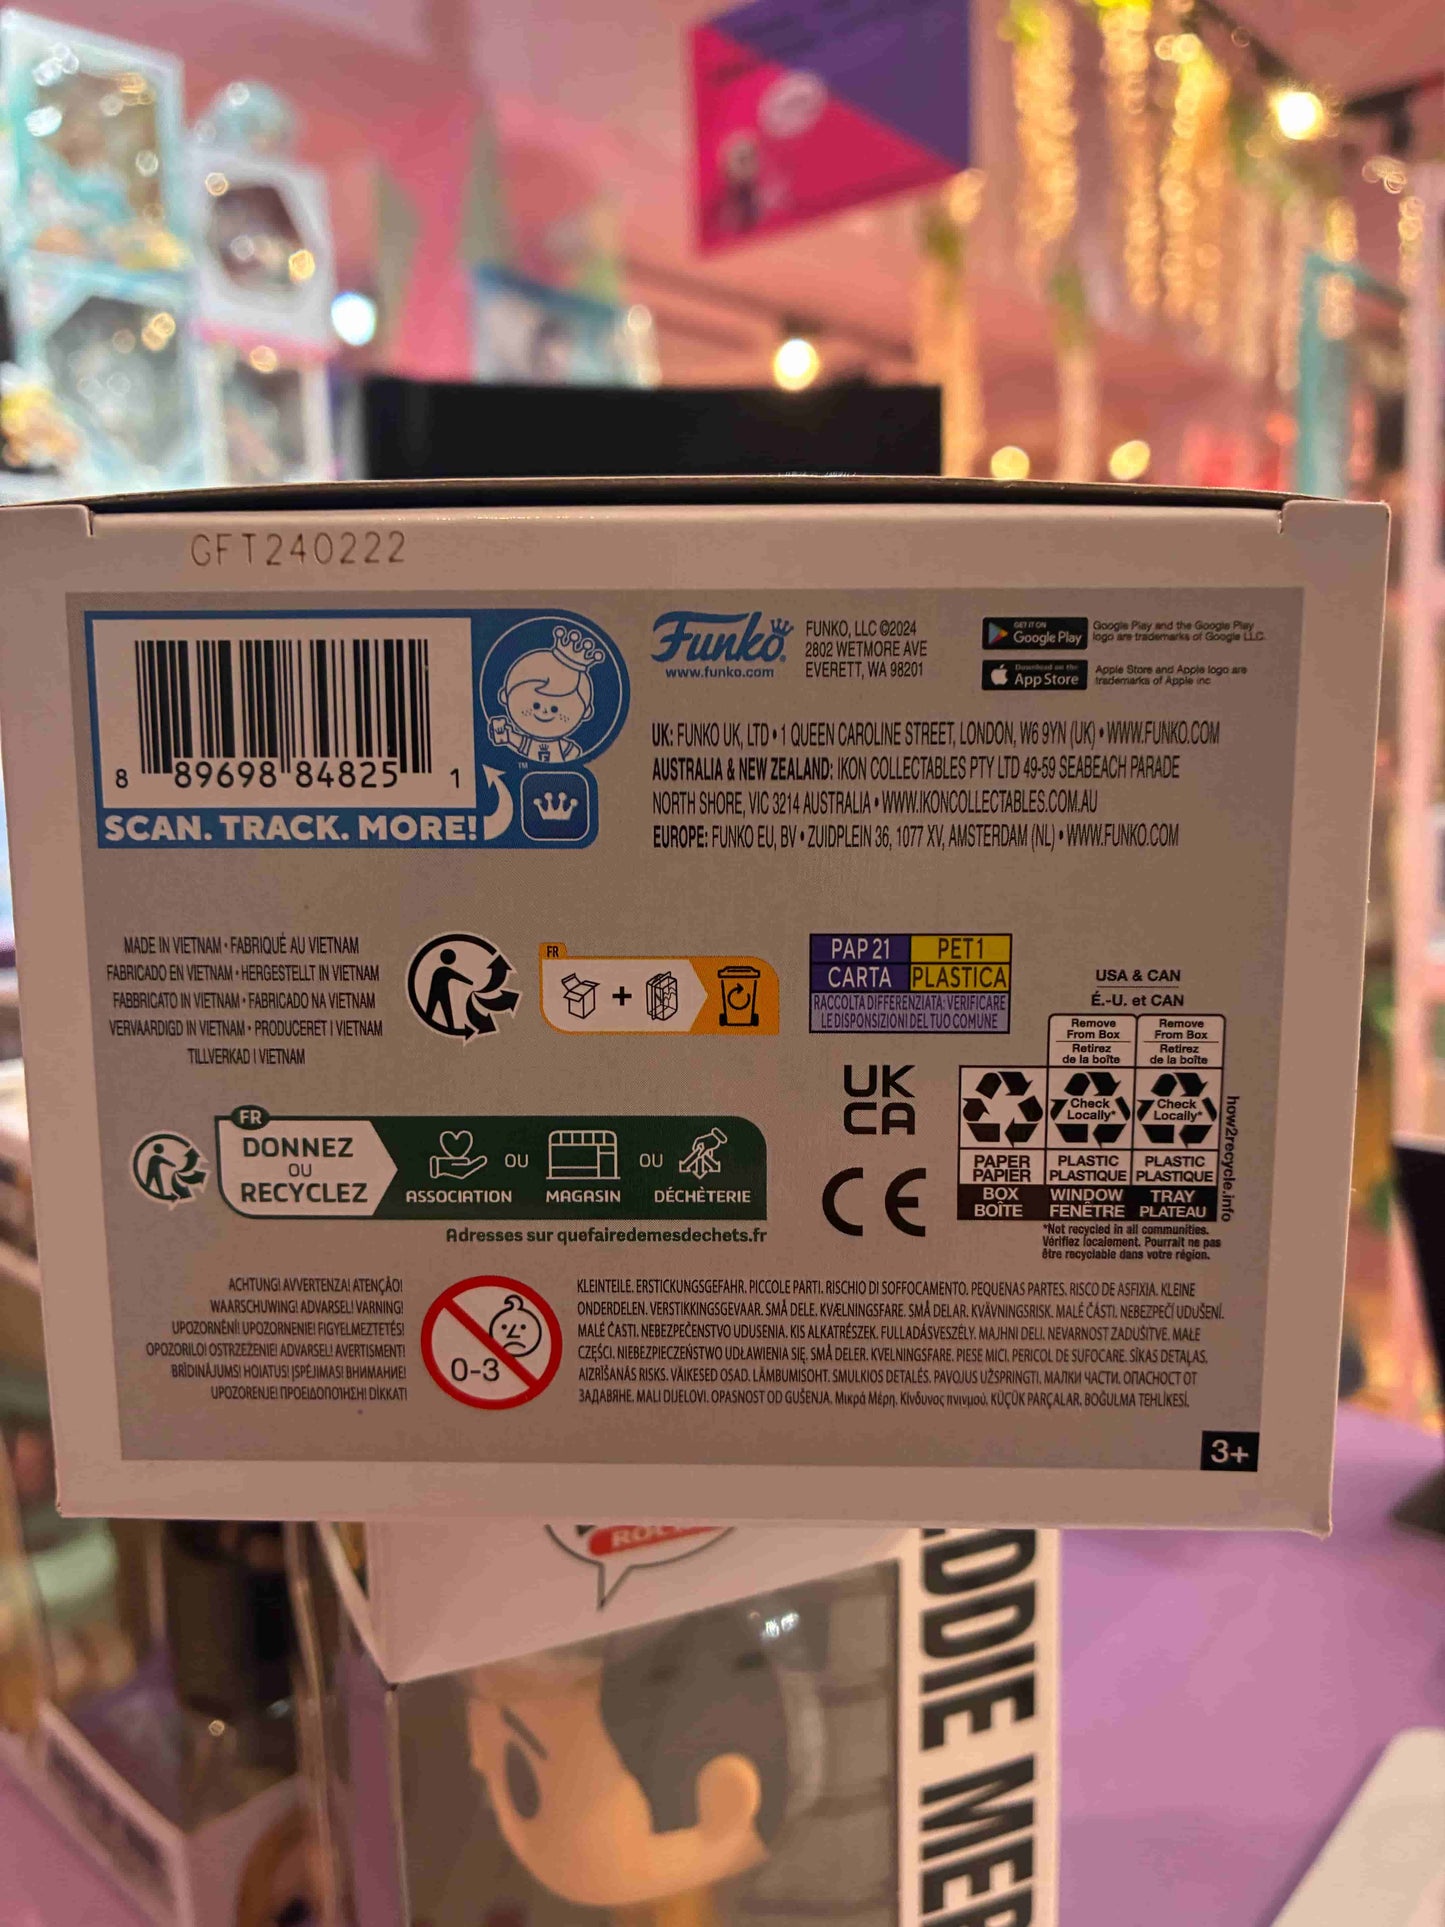 GFT240222
8 89698 84825 1
SCAN. TRACK. MORE!
TM
Funko®
www.funko.com
FUNKO, LLC ©2024
2802 WETMORE AVE
EVERETT, WA 98201
GET IT ON
Google Play
Google Play and the Google Play
logo are trademarks of Google LLC.
Download on the
App Store
Apple Store and Apple logo are
trademarks of Apple inc
UK: FUNKO UK, LTD • 1 QUEEN CAROLINE STREET, LONDON, W6 9YN (UK) • WWW.FUNKO.COM
AUSTRALIA & NEW ZEALAND: IKON COLLECTABLES PTY LTD 49-59 SEABEACH PARADE
NORTH SHORE, VIC 3214 AUSTRALIA • WWW.IKONCOLLECTABLES.COM.AU
EUROPE: FUNKO EU, BV • ZUIDPLEIN 36, 1077 XV, AMSTERDAM (NL) • WWW.FUNKO.COM
MADE IN VIETNAM • FABRIQUÉ AU VIETNAM
FABRICADO EN VIETNAM • HERGESTELLT IN VIETNAM
FABBRICATO IN VIETNAM • FABRICADO NA VIETNAM
VERVAARDIGD IN VIETNAM • PRODUCERET I VIETNAM
TILLVERKAD I VIETNAM
FR
+
PAP 21
CARTA
PET1
PLASTICA
RACCOLTA DIFFERENZIATA: VERIFICARE
LE DISPONSIZIONI DEL TUO COMUNE
USA & CAN
É.-U. et CAN
Remove
From Box
Retirez
de la boîte
Remove
From Box
Retirez
de la boîte
Check
Locally*
Check
Locally*
PAPER
PAPIER
BOX
BOÎTE
PLASTIC
PLASTIQUE
WINDOW
FENÊTRE
PLASTIC
PLASTIQUE
TRAY
PLATEAU
how2recycle.info
*Not recycled in all communities.
Vérifiez localement. Pourrait ne pas
être recyclable dans votre région.
UK
CA
CE
FR
DONNEZ
OU
RECYCLEZ
ASSOCIATION
OU
MAGASIN
OU
DÉCHÈTERIE
Adresses sur quefairedemesdechets.fr
ACHTUNG! AVVERTENZA! ATENÇÃO!
WAARSCHUWING! ADVARSEL! VARNING!
UPOZORNĚNÍ! UPOZORNENIE! FIGYELMEZTETÉS!
OPOZORILO! OSTRZEŻENIE! ADVARSEL! AVERTISMENT!
BRĪDINĀJUMS! HOIATUS! ĮSPĖJIMAS! ВНИМАНИЕ!
UPOZORENJE! ΠΡΟΕΙΔΟΠΟΊΗΣΗ! DİKKAT!
0-3
KLEINTEILE. ERSTICKUNGSGEFAHR. PICCOLE PARTI. RISCHIO DI SOFFOCAMENTO. PEQUENAS PARTES. RISCO DE ASFIXIA. KLEINE
ONDERDELEN. VERSTIKKINGSGEVAAR. SMÅ DELE. KVÆLNINGSFARE. SMÅ DELAR. KVÄVNINGSRISK. MALÉ ČÁSTI. NEBEZPEČÍ UDUŠENÍ.
MALÉ ČASTI. NEBEZPEČENSTVO UDUSENIA. KIS ALKATRÉSZEK. FULLADÁSVESZÉLY. MAJHNI DELI. NEVARNOST ZADUŠITVE. MAŁE
CZĘŚCI. NIEBEZPIECZEŃSTWO UDŁAWIENIA SIĘ. SMÅ DELER. KVELNINGSFARE. PIESE MICI. PERICOL DE SUFOCARE. SĪKAS DETAĻAS.
AIZRĪŠANĀS RISKS. VÄIKESED OSAD. LÄMBUMISOHT. SMULKIOS DETALĖS. PAVOJUS UŽSPRINGTI. МАЛКИ ЧАСТИ. ОПАСНОСТ ОТ
ЗАДАВЯНЕ. MALI DIJELOVI. OPASNOST OD GUŠENJA. Μικρά Μέρη. Κίνδυνος πνιγμού. KÜÇÜK PARÇALAR. BOĞULMA TEHLİKESİ.
3+